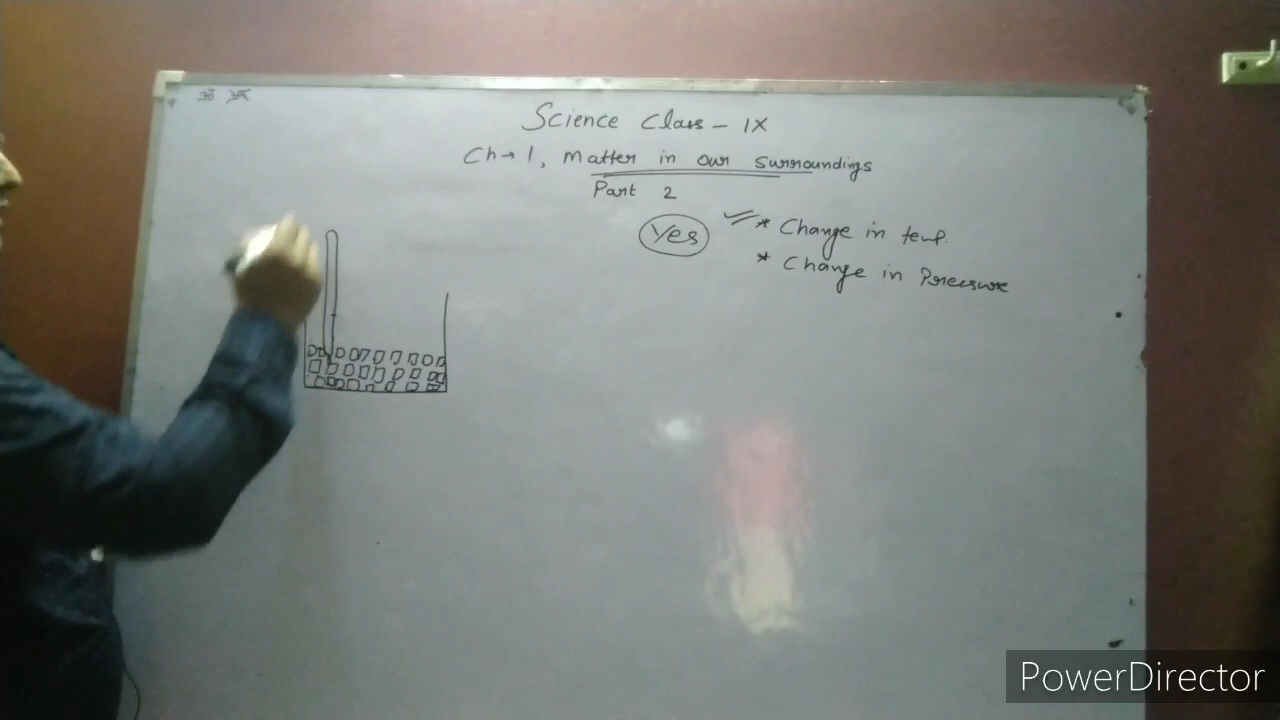 Science Class - IX
Ch→ 1, Matter in our surroundings
Part 2
Yes
* Change in temp.
* Change in Pressure
PowerDirector